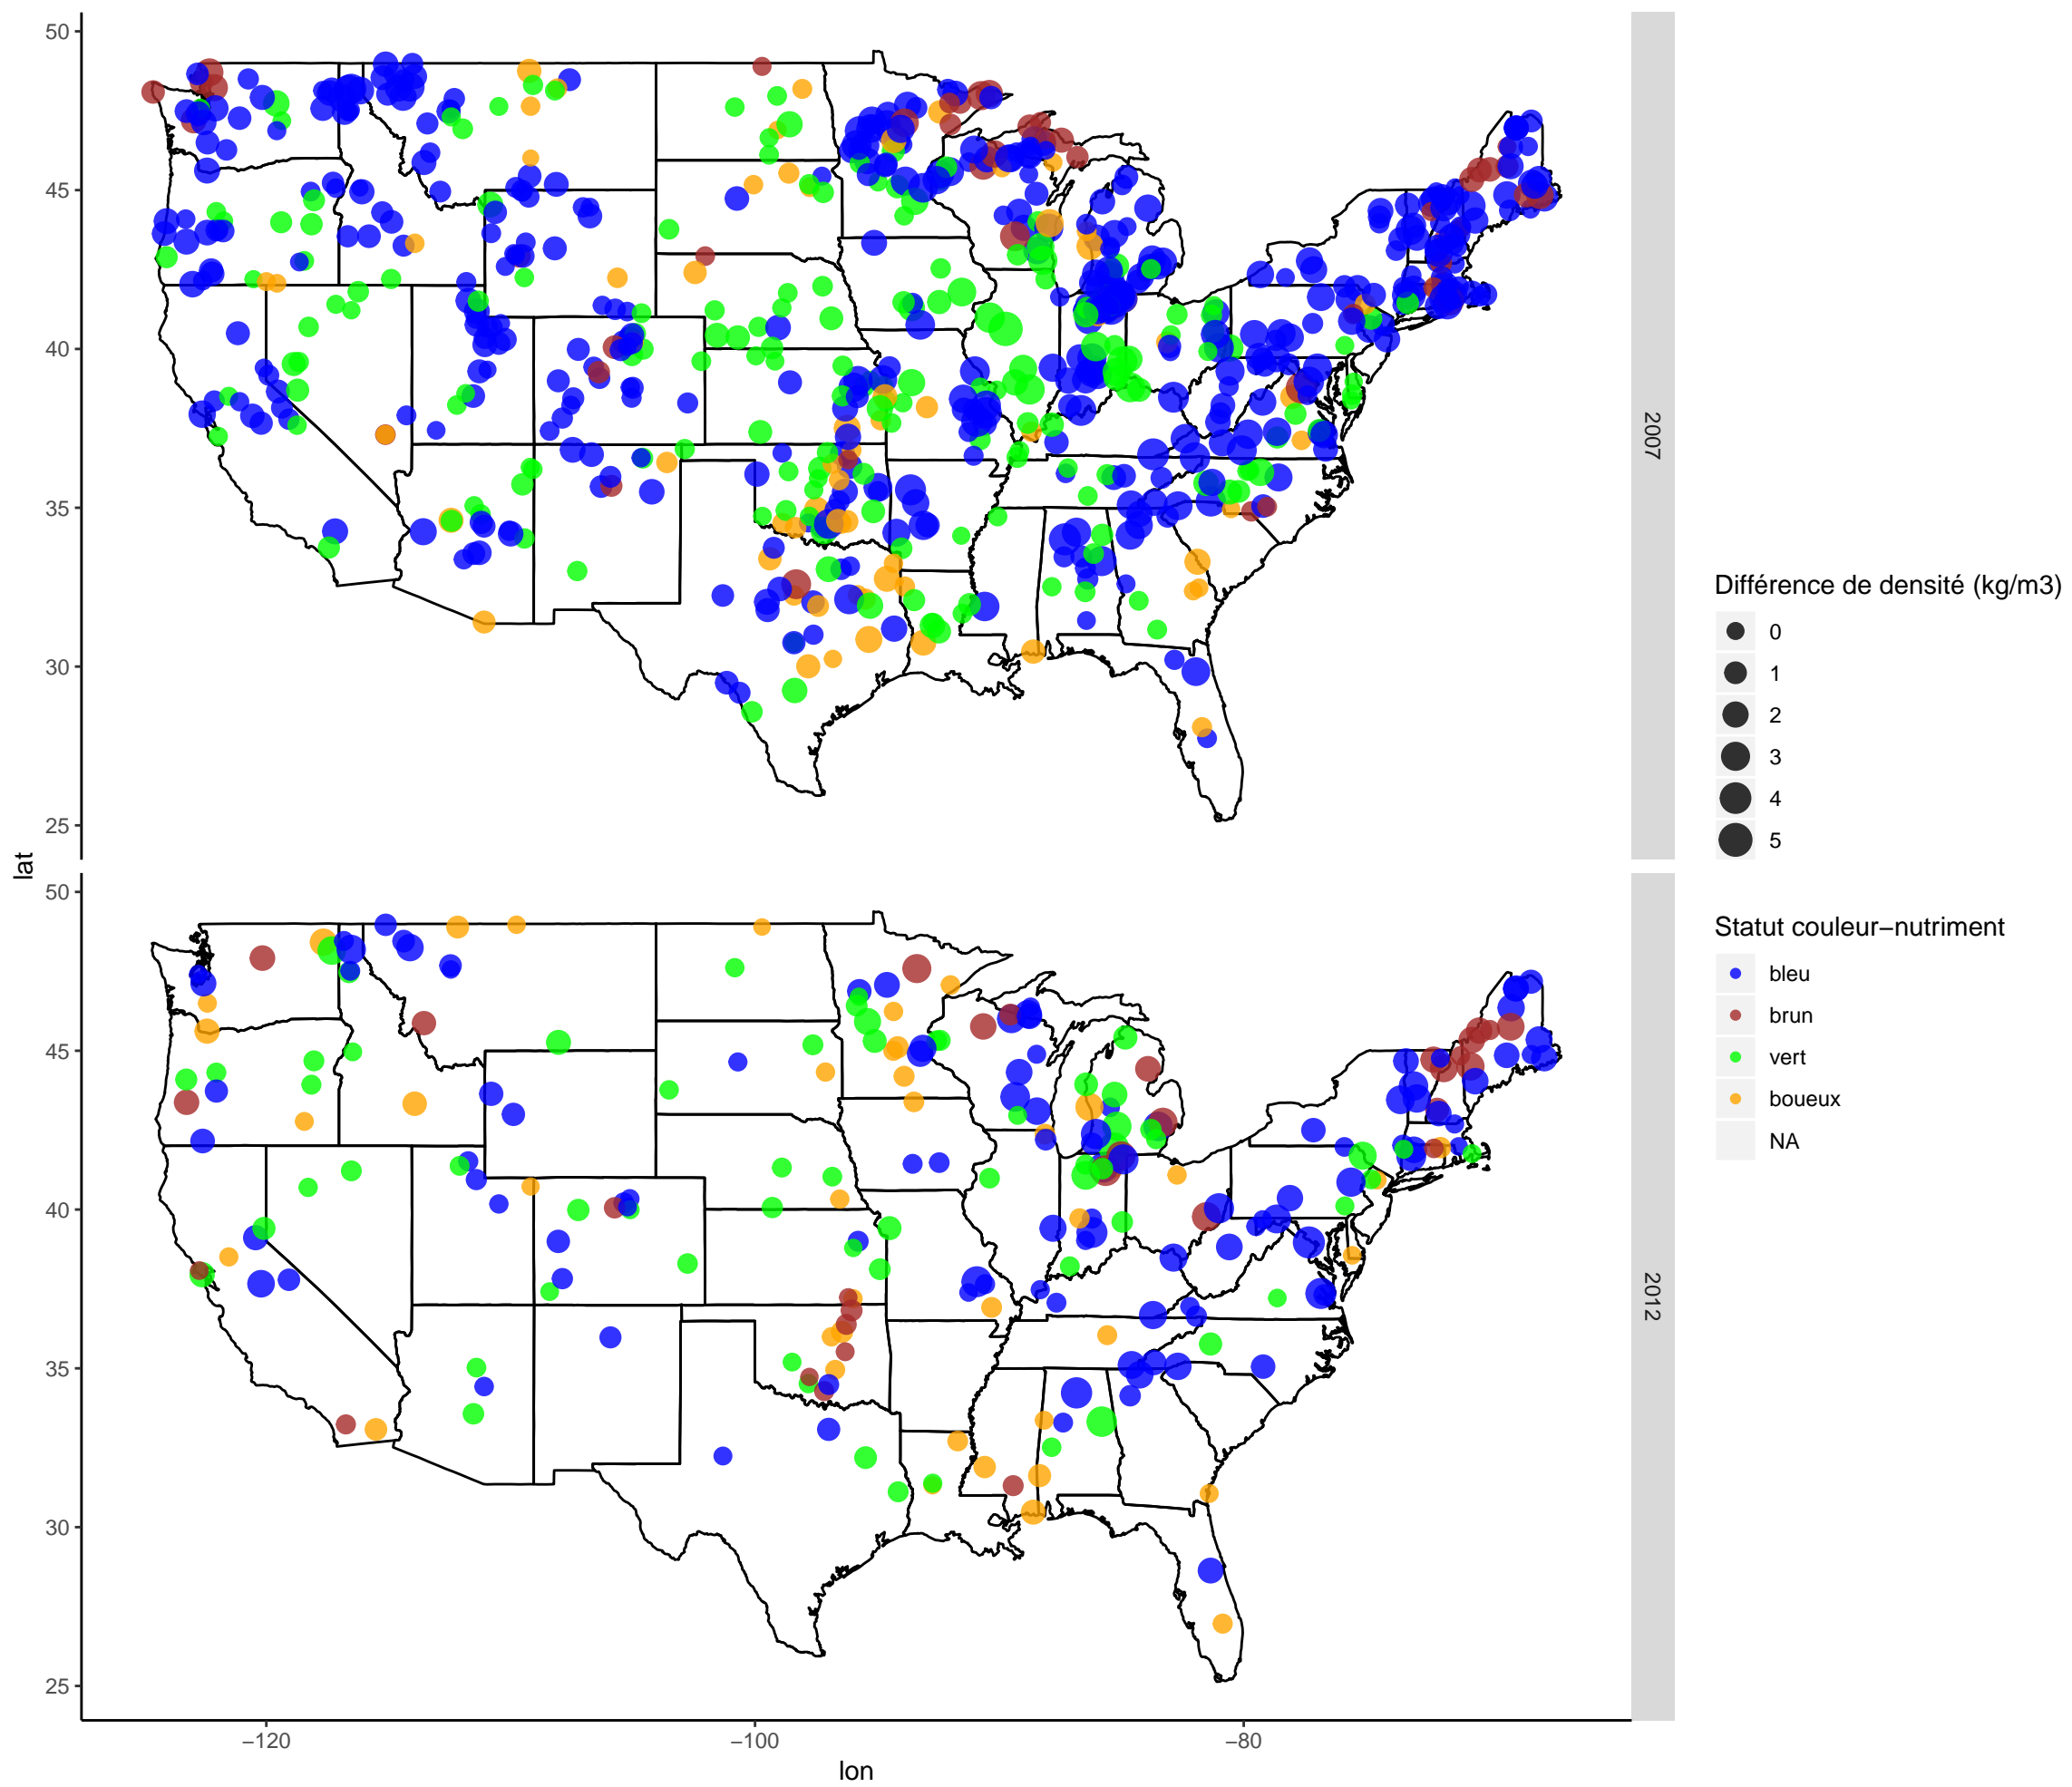 50
45
40
35
30
25
2007
lat
50
45
40
35
30
25
2012
−120
−100
−80
lon
Différence de densité (kg/m3)
0
1
2
3
4
5
Statut couleur−nutriment
bleu
brun
vert
boueux
NA